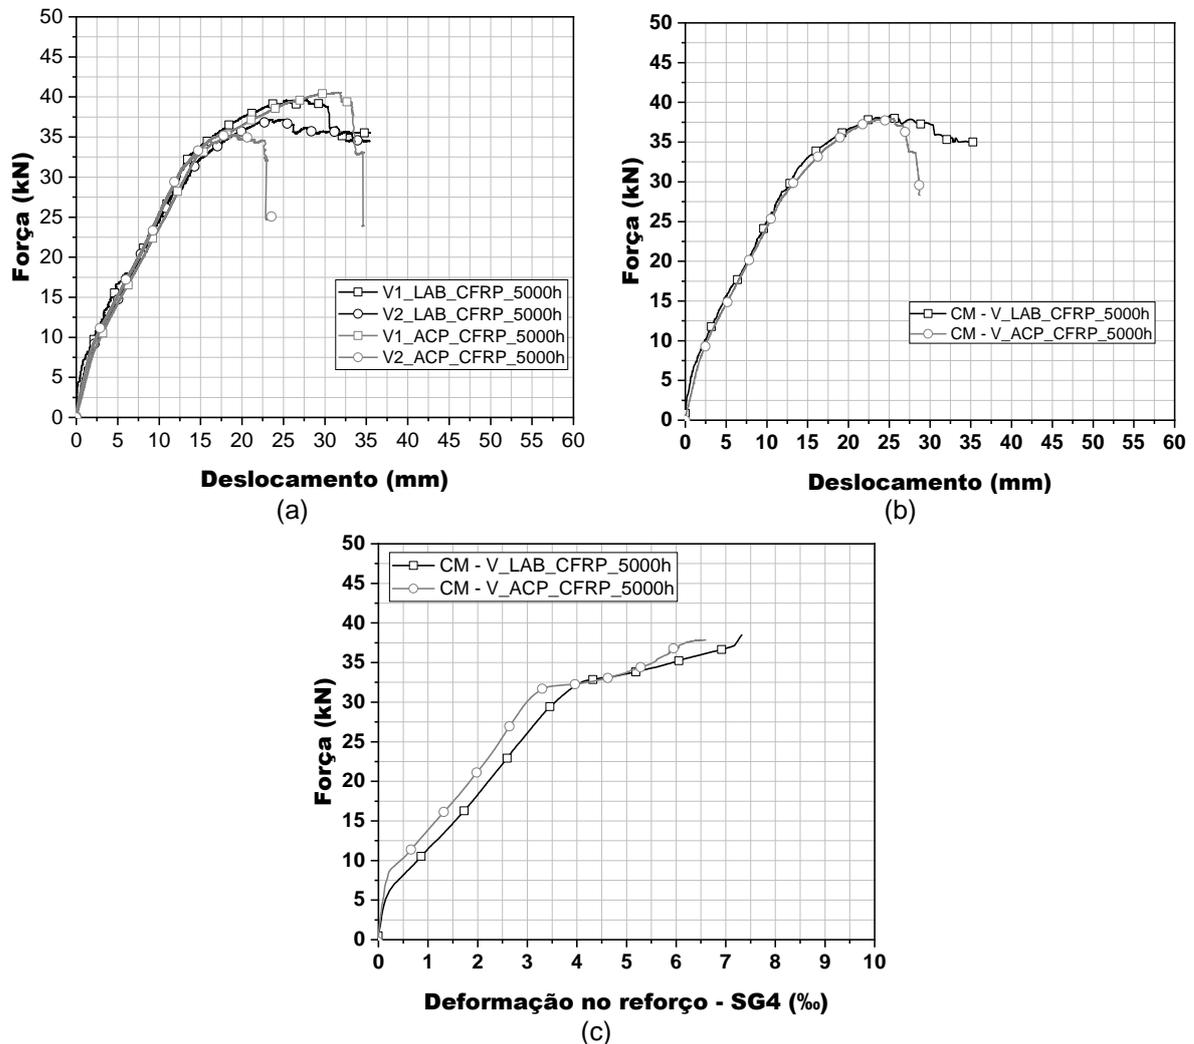 50
45
40
35
30
25
20
15
10
5
0
0 5 10 15 20 25 30 35 40 45 50 55 60
Força (kN)
Deslocamento (mm)
V1_LAB_CFRP_5000h
V2_LAB_CFRP_5000h
V1_ACP_CFRP_5000h
V2_ACP_CFRP_5000h
(a)
50
45
40
35
30
25
20
15
10
5
0
0 5 10 15 20 25 30 35 40 45 50 55 60
Força (kN)
Deslocamento (mm)
CM - V_LAB_CFRP_5000h
CM - V_ACP_CFRP_5000h
(b)
50
45
40
35
30
25
20
15
10
5
0
0 1 2 3 4 5 6 7 8 9 10
Força (kN)
CM - V_LAB_CFRP_5000h
CM - V_ACP_CFRP_5000h
Deformação no reforço - SG4 (‰)
(c)